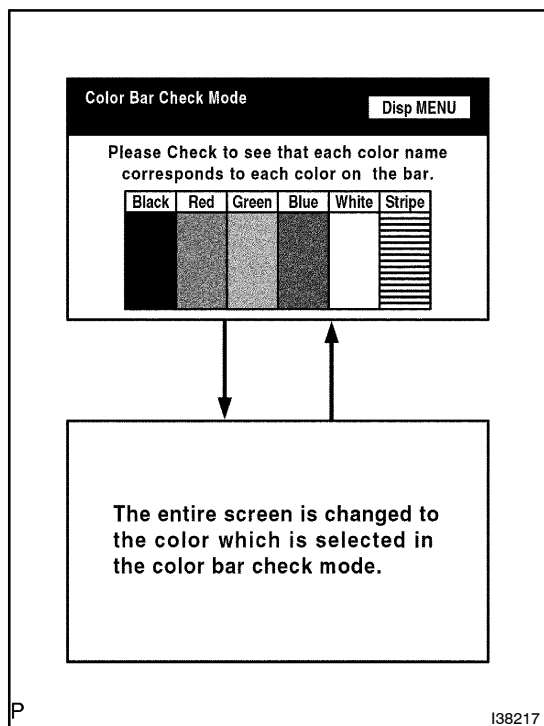 Color Bar Check Mode
Disp MENU
Please Check to see that each color name
corresponds to each color on the bar.
Black Red Green Blue White Stripe
The entire screen is changed to
the color which is selected in
the color bar check mode.
P
I38217